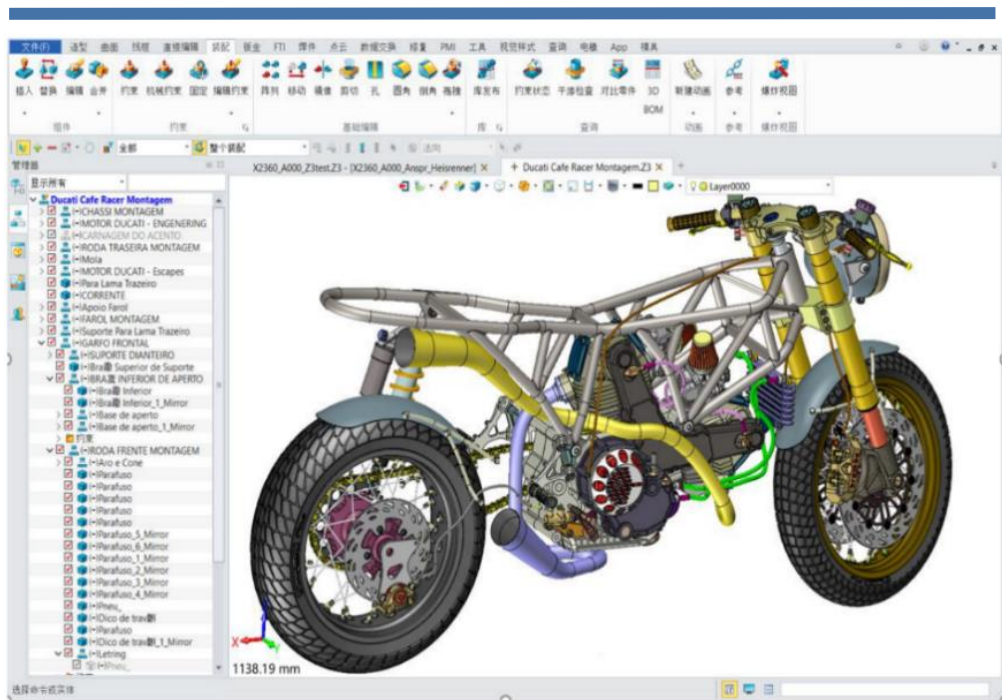 文件(F) 造型 曲面 线框 直接编辑 装配 钣金 FTI 焊件 点云 数据交换 修复 PMI 工具 视觉样式 查询 电极 App 模具
插入 替换 编辑 合并 约束 机械约束 固定 编辑约束 阵列 移动 镜像 剪切 孔 圆角 倒角 拖拽 库发布 约束状态 干涉检查 对比零件 3D BOM 新建动画 参考 爆炸视图
组件 约束 基础编辑 库 查询 动画 参考 爆炸视图
全部 整个装配
管理器 X2360_A000_Z3test.Z3 - [X2360_A000_Anspr_Heisrenner] Ducati Cafe Racer Montagem.Z3
显示所有 Layer0000
Ducati Cafe Racer Montagem
(-)CHASSI MONTAGEM
(-)MOTOR DUCATI - ENGENERING
(-)CARNAGEM DO ACENTO
(-)RODA TRASEIRA MONTAGEM
(-)Mola
(-)MOTOR DUCATI - Escapes
(-)Para Lama Trazeiro
(-)CORRENTE
(-)Apoio Farol
(-)FAROL MONTAGEM
(-)Suporte Para Lama Trazeiro
(-)GARFO FRONTAL
(-)SUPORTE DIANTEIRO
Superior de Suporte
INFERIOR DE APERTO
Inferior
Inferior_1_Mirror
(-)Base de aperto
(-)Base de aperto_1_Mirror
约束
(-)RODA FRENTE MONTAGEM
(-)Aro e Cone
(-)Parafuso
(-)Parafuso
(-)Parafuso
(-)Parafuso
(-)Parafuso
(-)Parafuso_5_Mirror
(-)Parafuso_6_Mirror
(-)Parafuso_1_Mirror
(-)Parafuso_2_Mirror
(-)Parafuso_3_Mirror
(-)Parafuso_4_Mirror
(-)Pneu_
(-)Dico de
(-)Parafuso
(-)Dico de
(-)Letring
(-)Pneu_
X Y
1138.19 mm
选择命令或实体